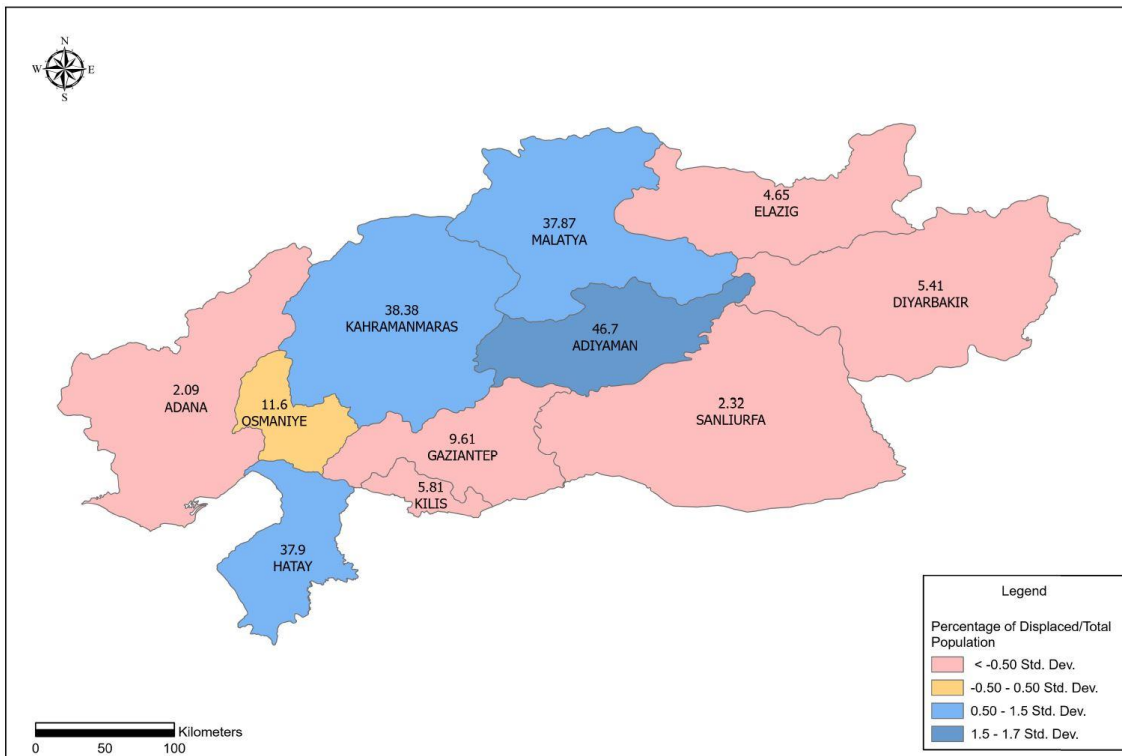 N
W E
S
4.65
ELAZIG
37.87
MALATYA
5.41
DIYARBAKIR
38.38
KAHRAMANMARAS
46.7
ADIYAMAN
2.09
ADANA
11.6
OSMANIYE
2.32
SANLIURFA
9.61
GAZIANTEP
5.81
KILIS
37.9
HATAY
Legend
Percentage of Displaced/Total
Population
< -0.50 Std. Dev.
-0.50 - 0.50 Std. Dev.
0.50 - 1.5 Std. Dev.
1.5 - 1.7 Std. Dev.
Kilometers
0 50 100